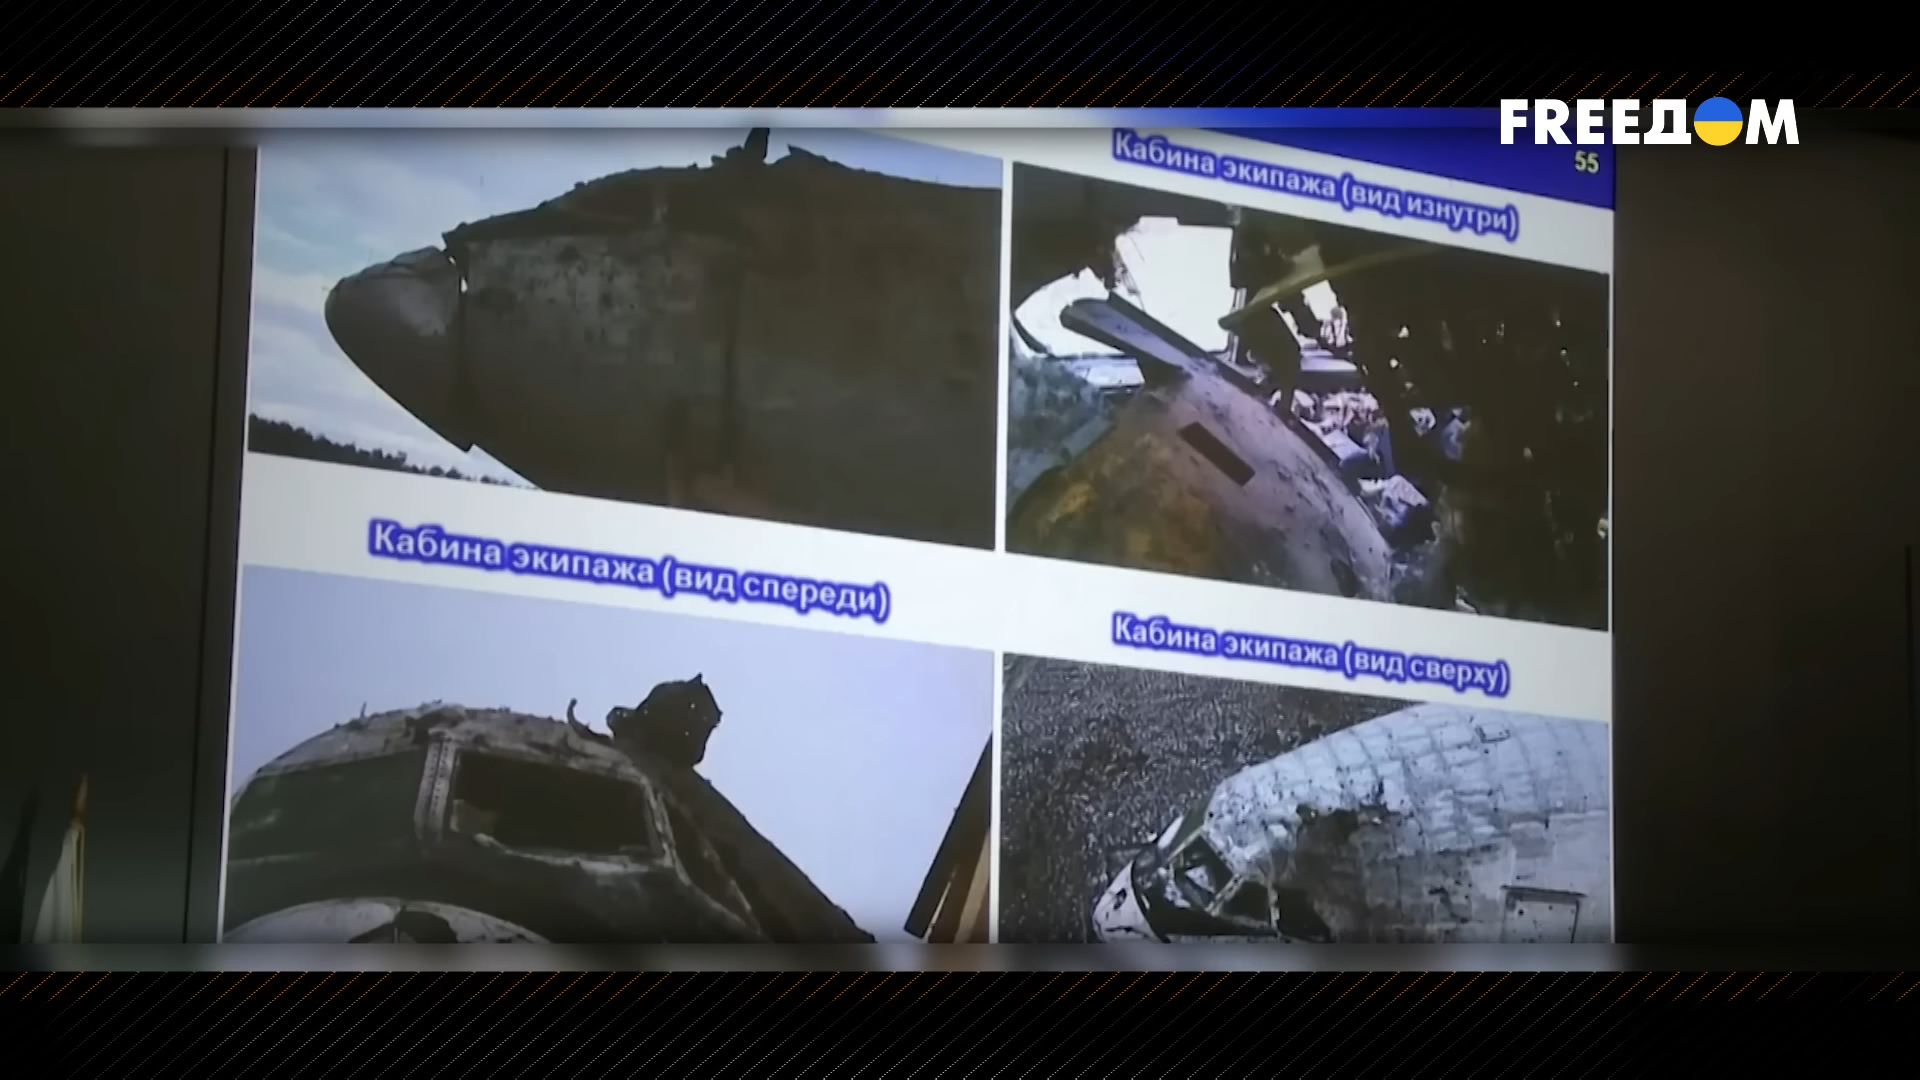 FREEДOM
55
Кабина экипажа (вид изнутри)
Кабина экипажа (вид спереди)
Кабина экипажа (вид сверху)